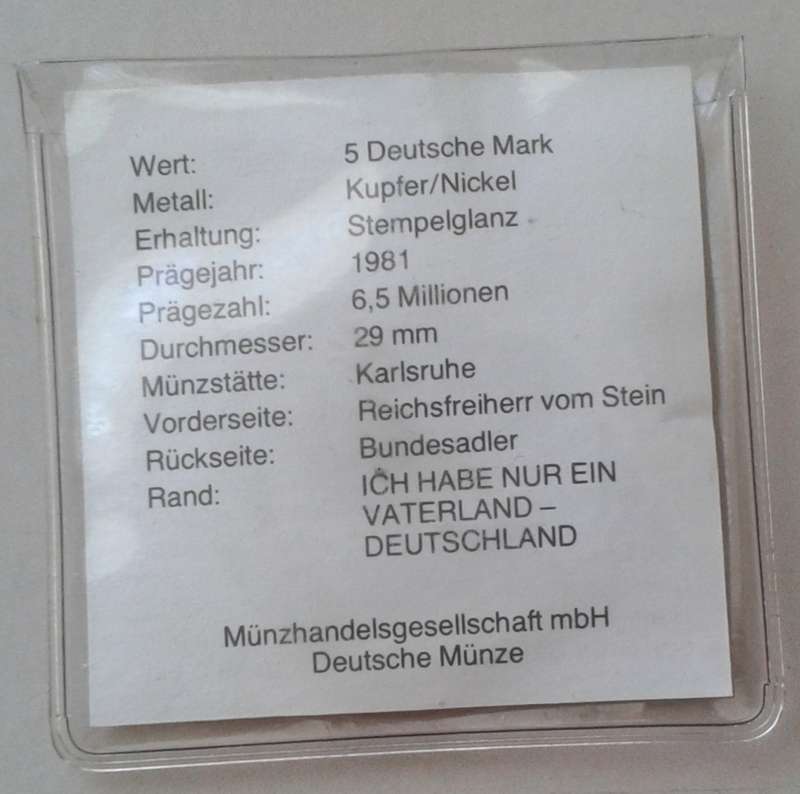 Wert: 5 Deutsche Mark
Metall: Kupfer/Nickel
Erhaltung: Stempelglanz
Prägejahr: 1981
Prägezahl: 6,5 Millionen
Durchmesser: 29 mm
Münzstätte: Karlsruhe
Vorderseite: Reichsfreiherr vom Stein
Rückseite: Bundesadler
Rand: ICH HABE NUR EIN
VATERLAND –
DEUTSCHLAND
Münzhandelsgesellschaft mbH
Deutsche Münze